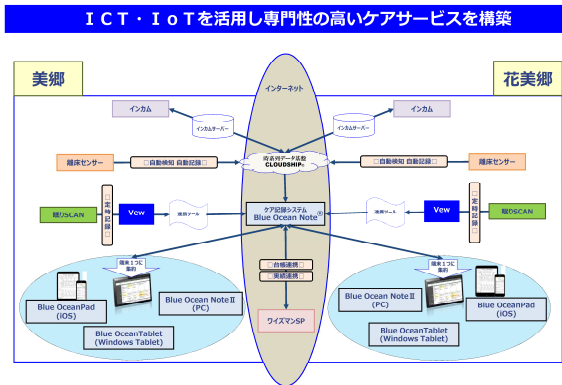 ＩＣＴ・ＩｏＴを活用し専門性の高いケアサービスを構築
美郷
花美郷
インターネット
インカム
インカム
インカムサーバー
インカムサーバー
時系列データ基盤
CLOUDSHIP®
離床センサー
□自動検知 自動記録□
□自動検知 自動記録□
離床センサー
眠りSCAN
□定時記録□
Vew
連携ツール
ケア記録システム
Blue Ocean Note®
連携ツール
Vew
□定時記録□
眠りSCAN
端末１つに
集約
Blue OceanPad
(iOS)
Blue Ocean NoteⅡ
(PC)
Blue OceanTablet
(Windows Tablet)
□台帳連携□
□実績連携□
ワイズマンSP
端末１つに
集約
Blue Ocean NoteⅡ
(PC)
Blue OceanPad
(iOS)
Blue OceanTablet
(Windows Tablet)